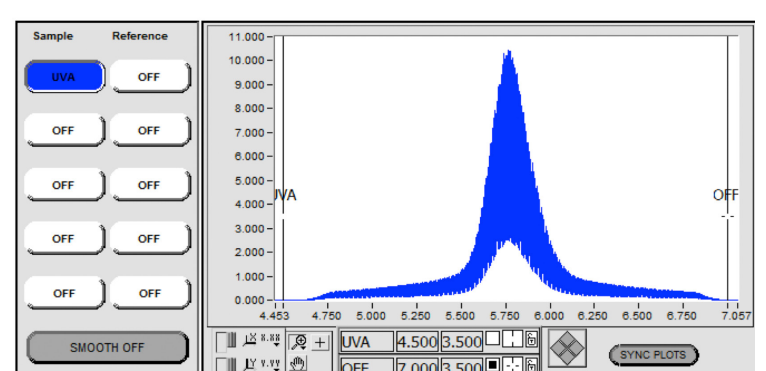 Sample Reference
UVA OFF
OFF OFF
OFF OFF
OFF OFF
OFF OFF
SMOOTH OFF
11.000
10.000
9.000
8.000
7.000
6.000
5.000
4.000
3.000
2.000
1.000
0.000
UVA
OFF
4.453 4.750 5.000 5.250 5.500 5.750 6.000 6.250 6.500 6.750 7.057
X
UVA 4.500 3.500
Y
OFF 7.000 3.500
SYNC PLOTS